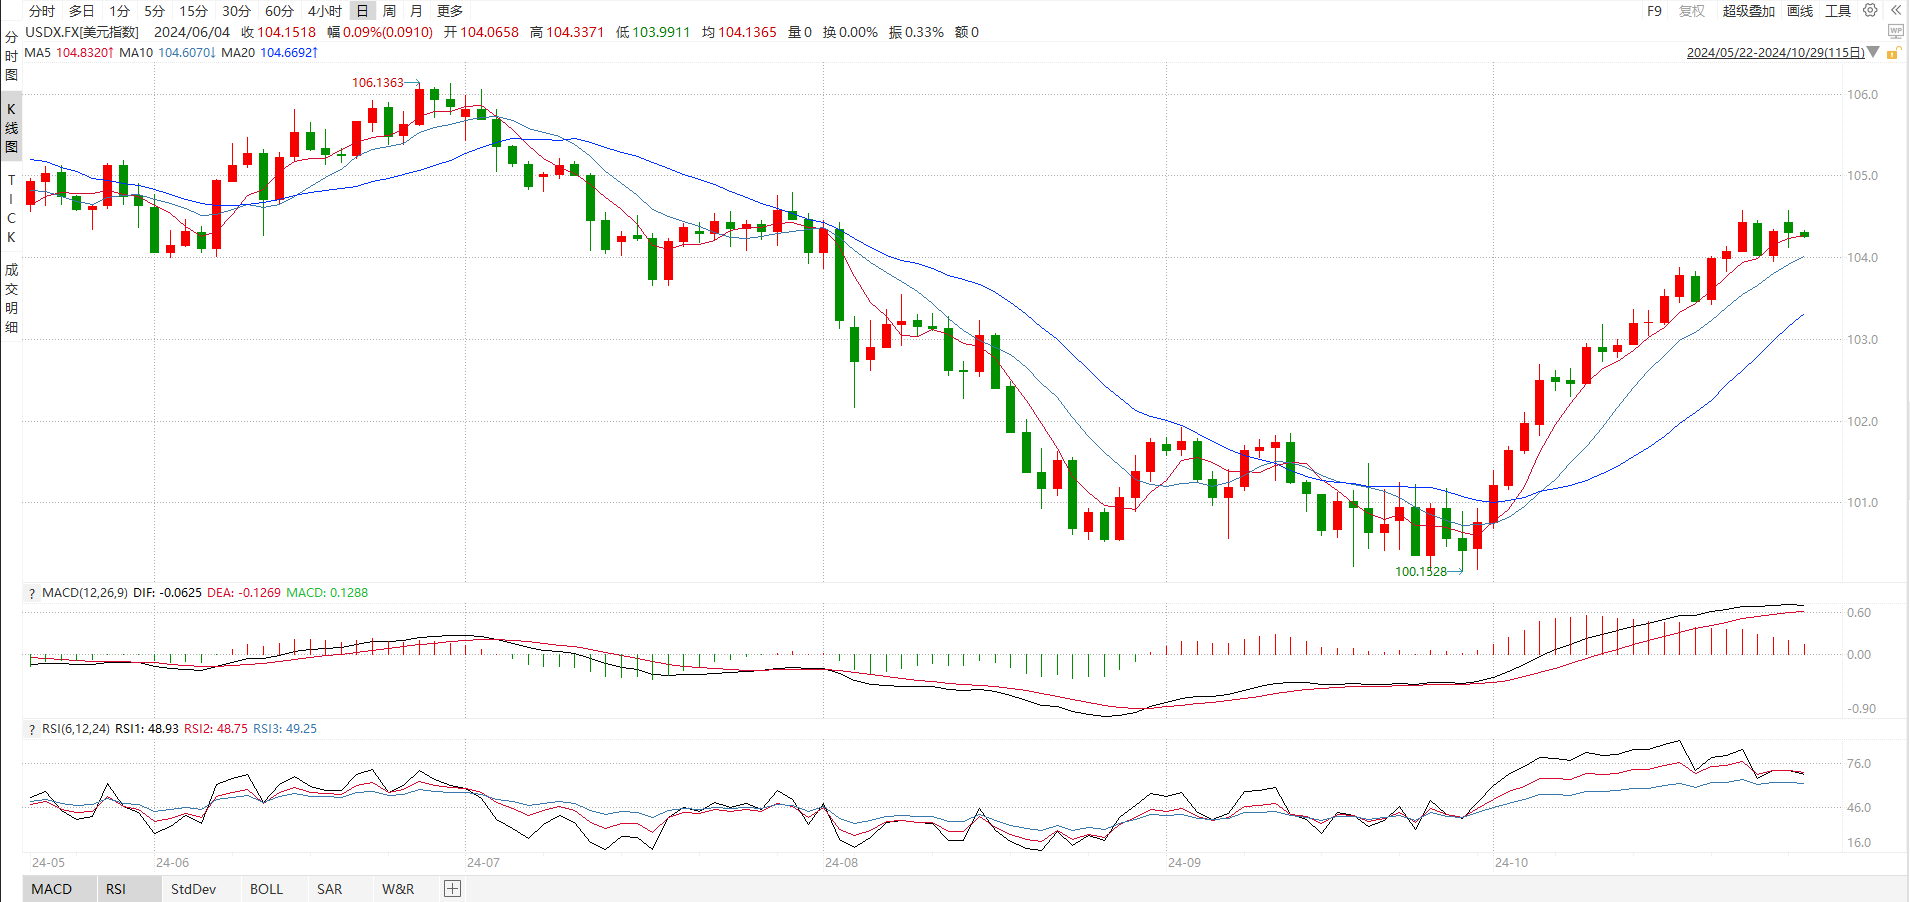 分时 多日 1分 5分 15分 30分 60分 4小时 日 周 月 更多 F9 复权 超级叠加 画线 工具
USDX.FX[美元指数] 2024/06/04 收 104.1518 幅 0.09%(0.0910) 开 104.0658 高 104.3371 低 103.9911 均 104.1365 量 0 换 0.00% 振 0.33% 额 0 WP
MA5 104.8320↑ MA10 104.6070↓ MA20 104.6692↑ 2024/05/22-2024/10/29(115日)
分时图
K线图
TICK
成交明细
106.1363
106.0
105.0
104.0
103.0
102.0
101.0
100.1528
? MACD(12,26,9) DIF: -0.0625 DEA: -0.1269 MACD: 0.1288
0.60
0.00
-0.90
? RSI(6,12,24) RSI1: 48.93 RSI2: 48.75 RSI3: 49.25
76.0
46.0
16.0
24-05 24-06 24-07 24-08 24-09 24-10
MACD RSI StdDev BOLL SAR W&R